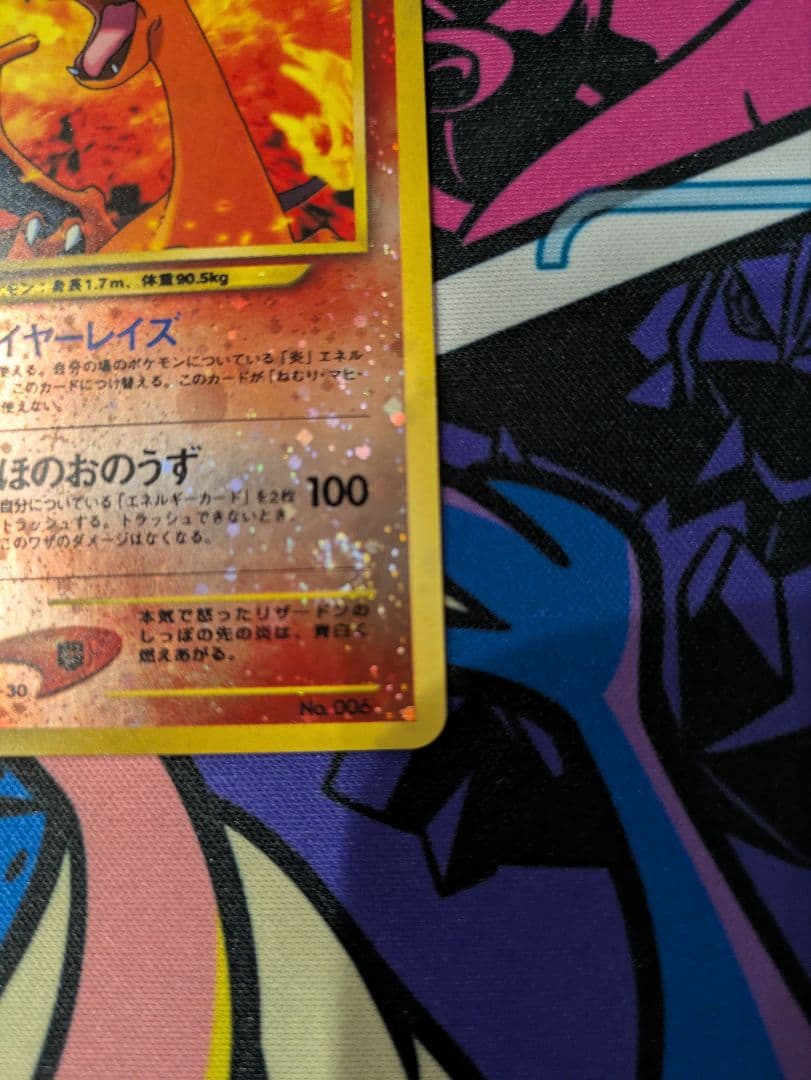 モン：身長1.7m、体重90.5kg
イヤーレイズ
使える。自分の場のポケモンについている「炎」エネル
、このカードにつけ替える。このカードが「ねむり・マヒ・
使えない。
ほのおのうず
100
自分についている「エネルギーカード」を2枚
トラッシュする。トラッシュできないとき、
このワザのダメージはなくなる。
本気で怒ったリザードンの
しっぽの先の炎は、青白く
燃えあがる。
-30
No. 006